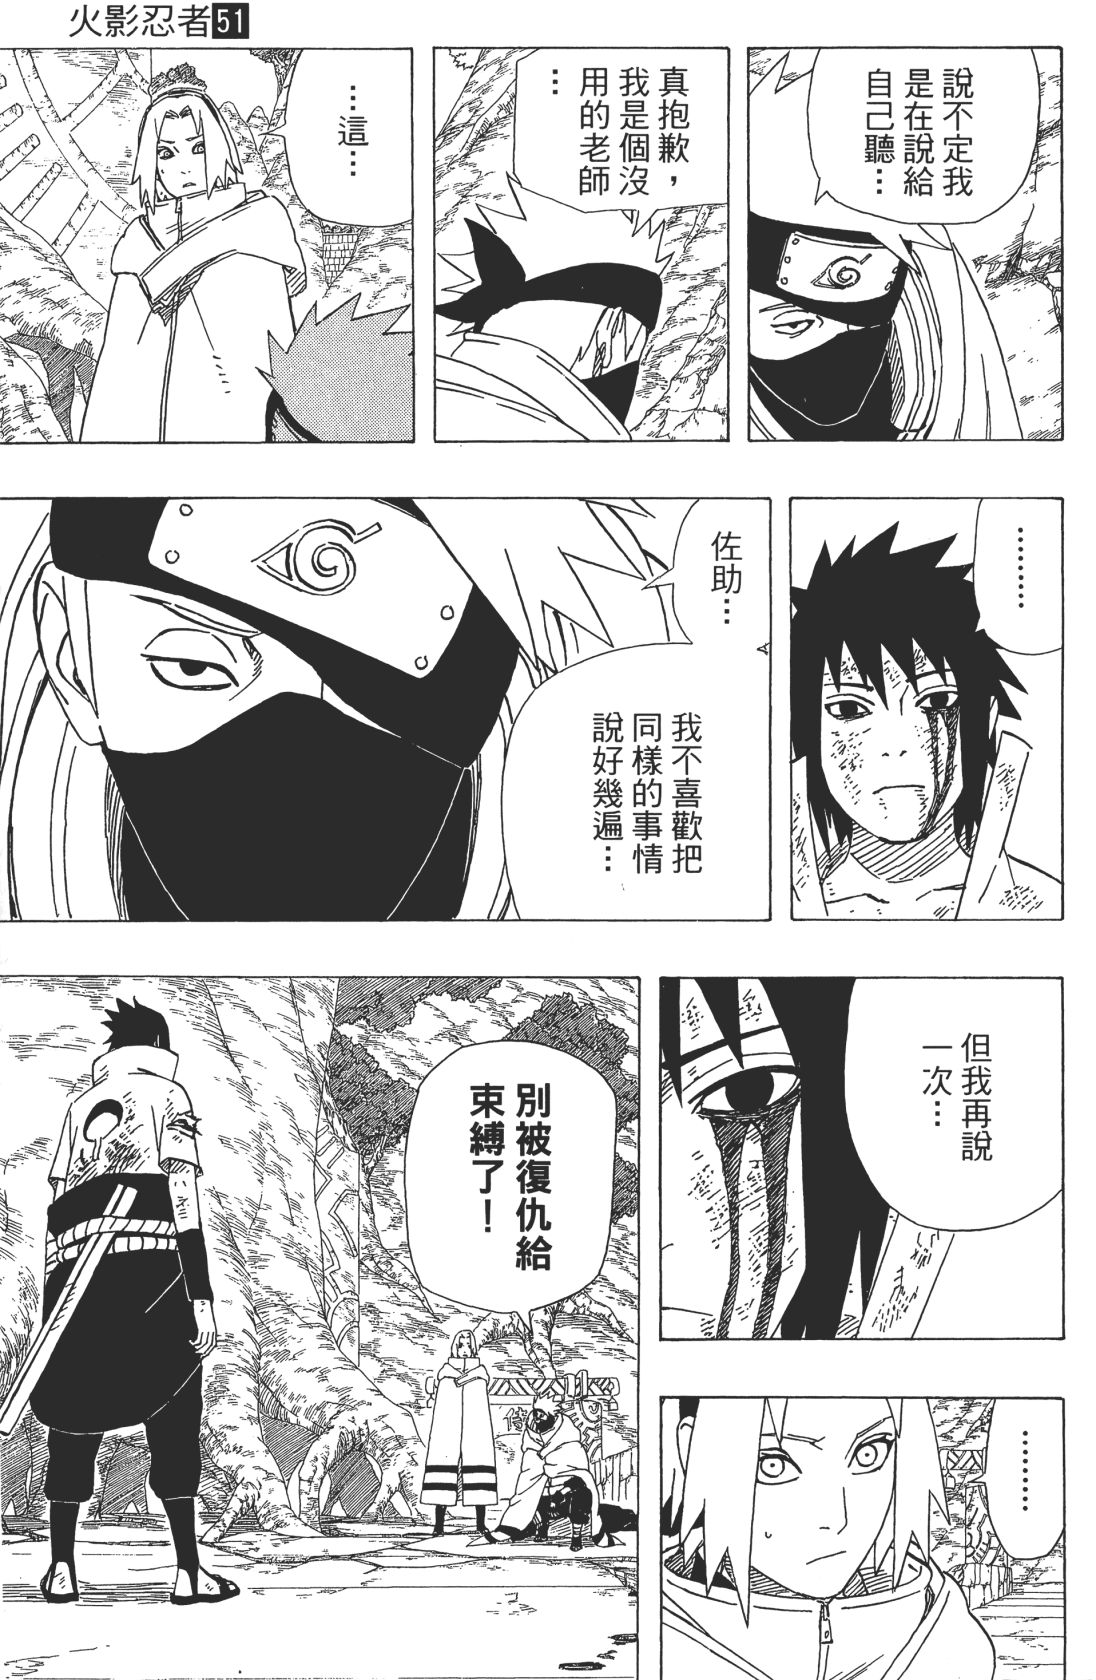 火影忍者51
說不定我
是在說給
自己聽…
真抱歉，
我是個沒
用的老師
…
…這…
………
佐助…
我不喜歡把
同樣的事情
說好幾遍…
但我再說
一次…
別被復仇給
束縛了！
………